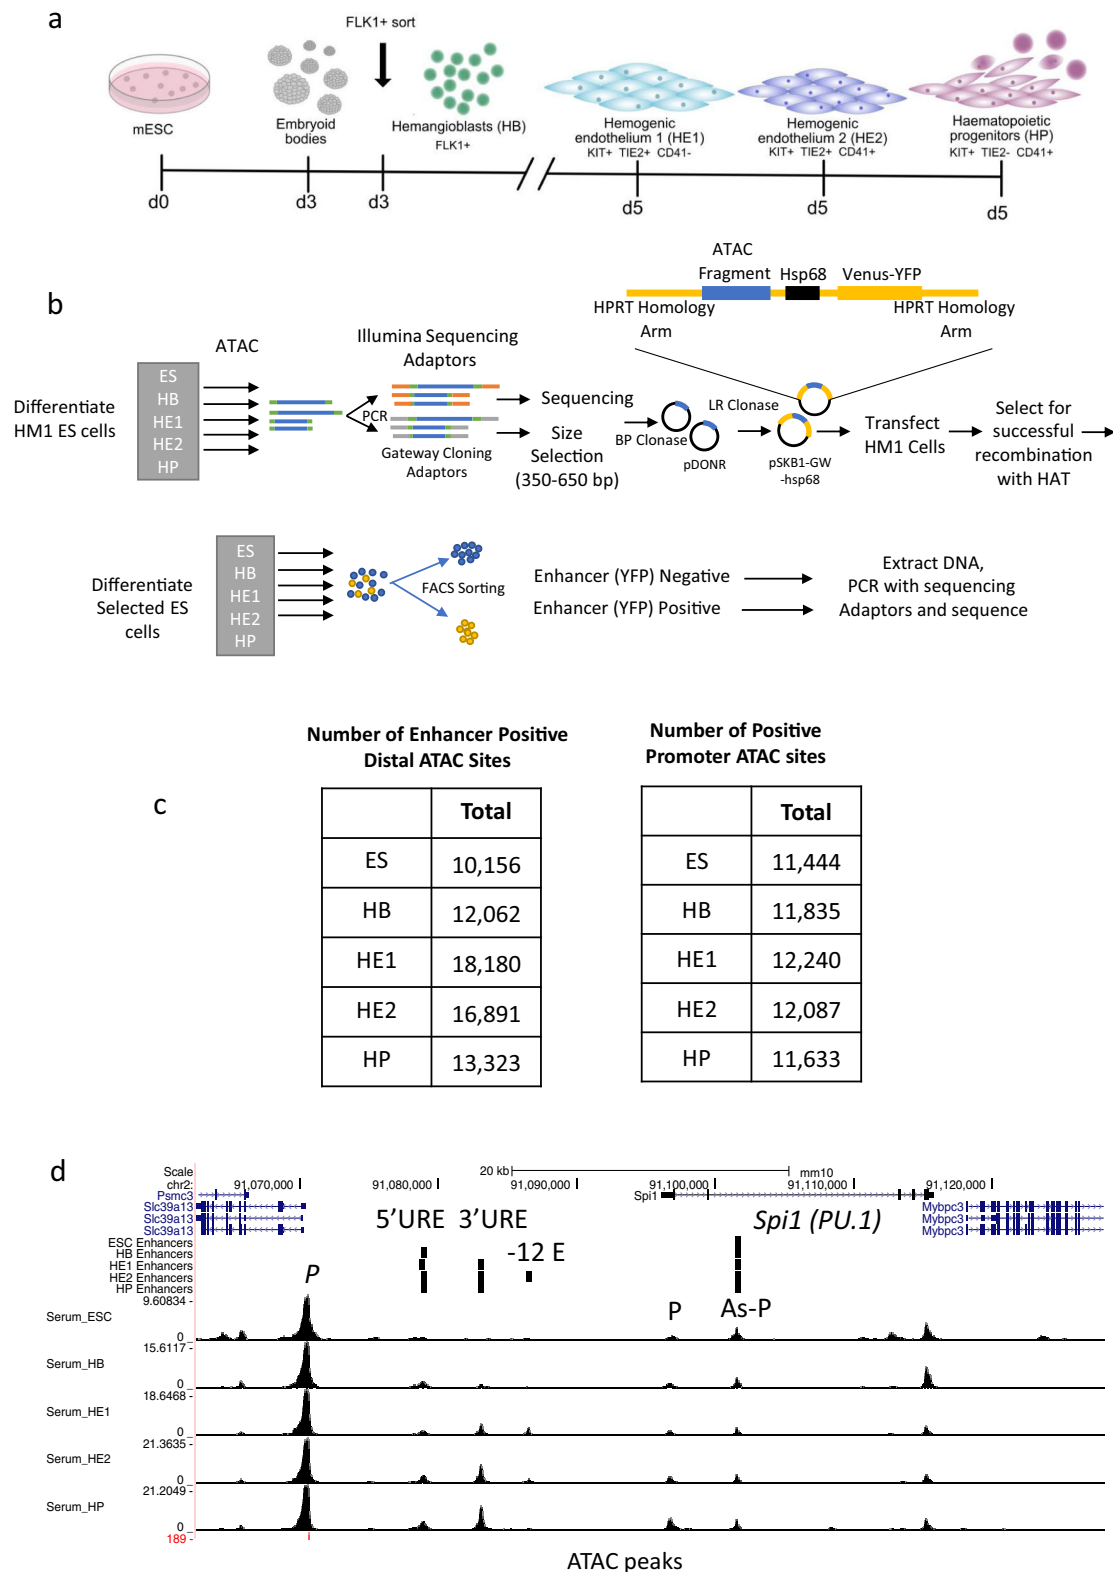 a
FLK1+ sort
mESC
Embryoid
bodies
Hemangioblasts (HB)
FLK1+
Hemogenic
endothelium 1 (HE1)
KIT+ TIE2+ CD41-
Hemogenic
endothelium 2 (HE2)
KIT+ TIE2+ CD41+
Haematopoietic
progenitors (HP)
KIT+ TIE2- CD41+
d0
d3
d3
d5
d5
d5
b
ATAC
Fragment
Hsp68
Venus-YFP
HPRT Homology
Arm
HPRT Homology
Arm
Differentiate
HM1 ES cells
ES
HB
HE1
HE2
HP
ATAC
Illumina Sequencing
Adaptors
PCR
Gateway Cloning
Adaptors
Sequencing
Size
Selection
(350-650 bp)
BP Clonase
pDONR
LR Clonase
pSKB1-GW
-hsp68
Transfect
HM1 Cells
Select for
successful
recombination
with HAT
Differentiate
Selected ES
cells
ES
HB
HE1
HE2
HP
FACS Sorting
Enhancer (YFP) Negative
Enhancer (YFP) Positive
Extract DNA,
PCR with sequencing
Adaptors and sequence
c
Number of Enhancer Positive
Distal ATAC Sites
Total
ES 10,156
HB 12,062
HE1 18,180
HE2 16,891
HP 13,323
Number of Positive
Promoter ATAC sites
Total
ES 11,444
HB 11,835
HE1 12,240
HE2 12,087
HP 11,633
d
Scale 20 kb mm10
chr2: 91,070,000 91,080,000 91,090,000 91,100,000 91,110,000 91,120,000
Psmc3 Spi1
Slc39a13 Mybpc3
Slc39a13 Mybpc3
Slc39a13 Mybpc3
5'URE 3'URE Spi1 (PU.1)
ESC Enhancers
HB Enhancers
-12 E
HE1 Enhancers
HE2 Enhancers
HP Enhancers
P
P
As-P
9.60834 -
Serum_ESC
0 _
15.6117 -
Serum_HB
0 _
18.6468 -
Serum_HE1
0 _
21.3635 -
Serum_HE2
0 _
21.2049 -
Serum_HP
0 _
189 -
ATAC peaks